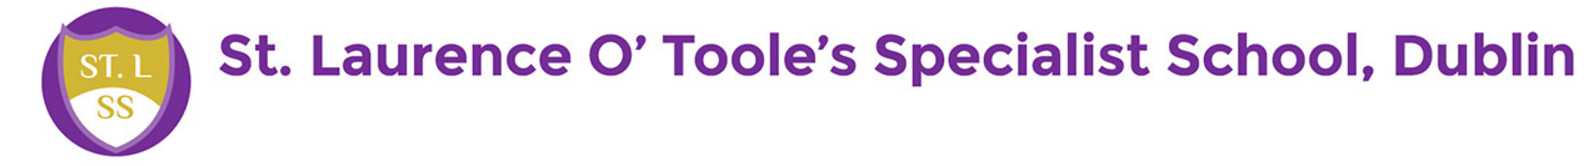 ST. L
SS
St. Laurence O’ Toole’s Specialist School, Dublin